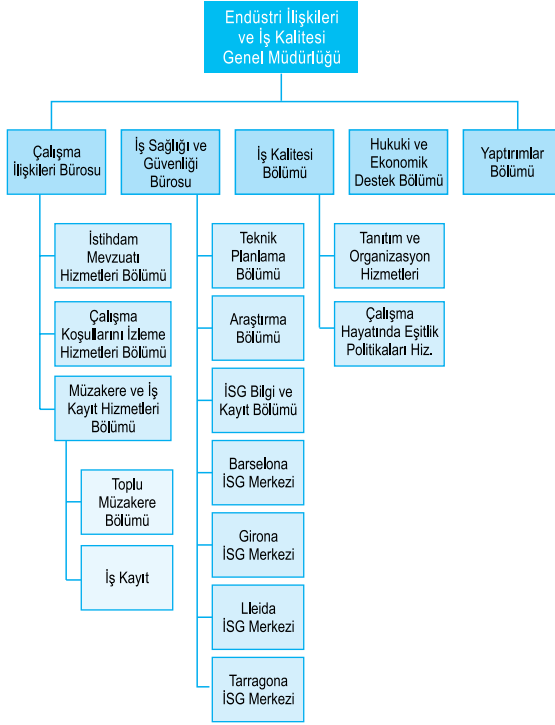 Endüstri İlişkileri
ve İş Kalitesi
Genel Müdürlüğü
Çalışma
İlişkileri Bürosu
İş Sağlığı ve
Güvenliği
Bürosu
İş Kalitesi
Bölümü
Hukuki ve
Ekonomik
Destek Bölümü
Yaptırımlar
Bölümü
İstihdam
Mevzuatı
Hizmetleri Bölümü
Çalışma
Koşullarını İzleme
Hizmetleri Bölümü
Müzakere ve İş
Kayıt Hizmetleri
Bölümü
Toplu
Müzakere
Bölümü
İş Kayıt
Teknik
Planlama
Bölümü
Araştırma
Bölümü
İSG Bilgi ve
Kayıt Bölümü
Barselona
İSG Merkezi
Girona
İSG Merkezi
Lleida
İSG Merkezi
Tarragona
İSG Merkezi
Tanıtım ve
Organizasyon
Hizmetleri
Çalışma
Hayatında Eşitlik
Politikaları Hiz.